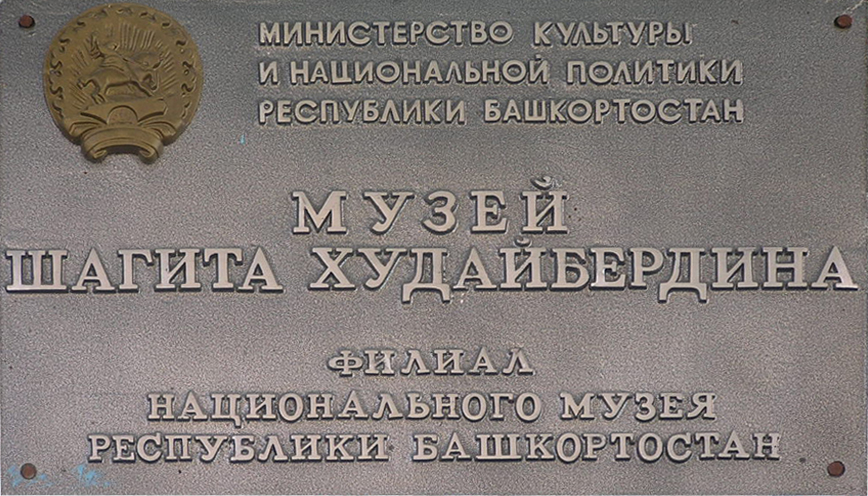 МИНИСТЕРСТВО КУЛЬТУРЫ
И НАЦИОНАЛЬНОЙ ПОЛИТИКИ
РЕСПУБЛИКИ БАШКОРТОСТАН
МУЗЕЙ
ШАГИТА ХУДАЙБЕРДИНА
ФИЛИАЛ
НАЦИОНАЛЬНОГО МУЗЕЯ
РЕСПУБЛИКИ БАШКОРТОСТАН